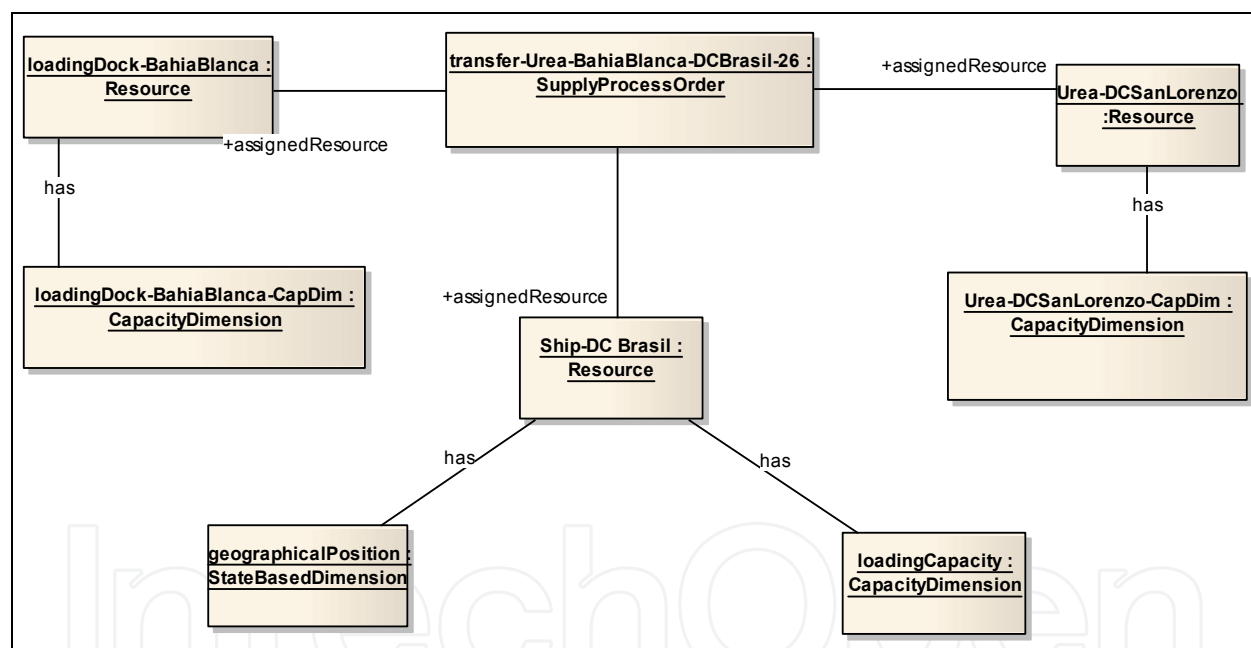 loadingDock-BahiaBlanca :
Resource
transfer-Urea-BahiaBlanca-DCBrasil-26 :
SupplyProcessOrder
+assignedResource
Urea-DCSanLorenzo
:Resource
+assignedResource
has
has
loadingDock-BahiaBlanca-CapDim :
CapacityDimension
Urea-DCSanLorenzo-CapDim :
CapacityDimension
+assignedResource
Ship-DC Brasil :
Resource
has
has
geographicalPosition :
StateBasedDimension
loadingCapacity :
CapacityDimension
IntechOpen